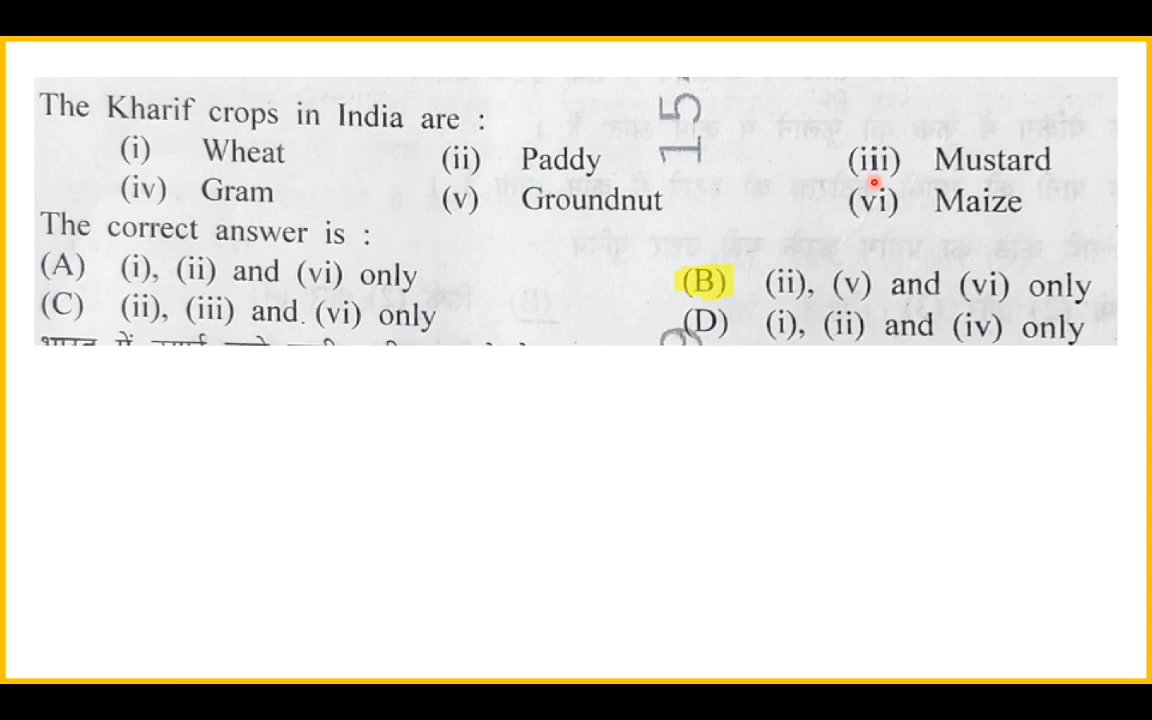 The Kharif crops in India are :
(i) Wheat (ii) Paddy (iii) Mustard
(iv) Gram (v) Groundnut (vi) Maize
The correct answer is :
(A) (i), (ii) and (vi) only (B) (ii), (v) and (vi) only
(C) (ii), (iii) and (vi) only (D) (i), (ii) and (iv) only
15